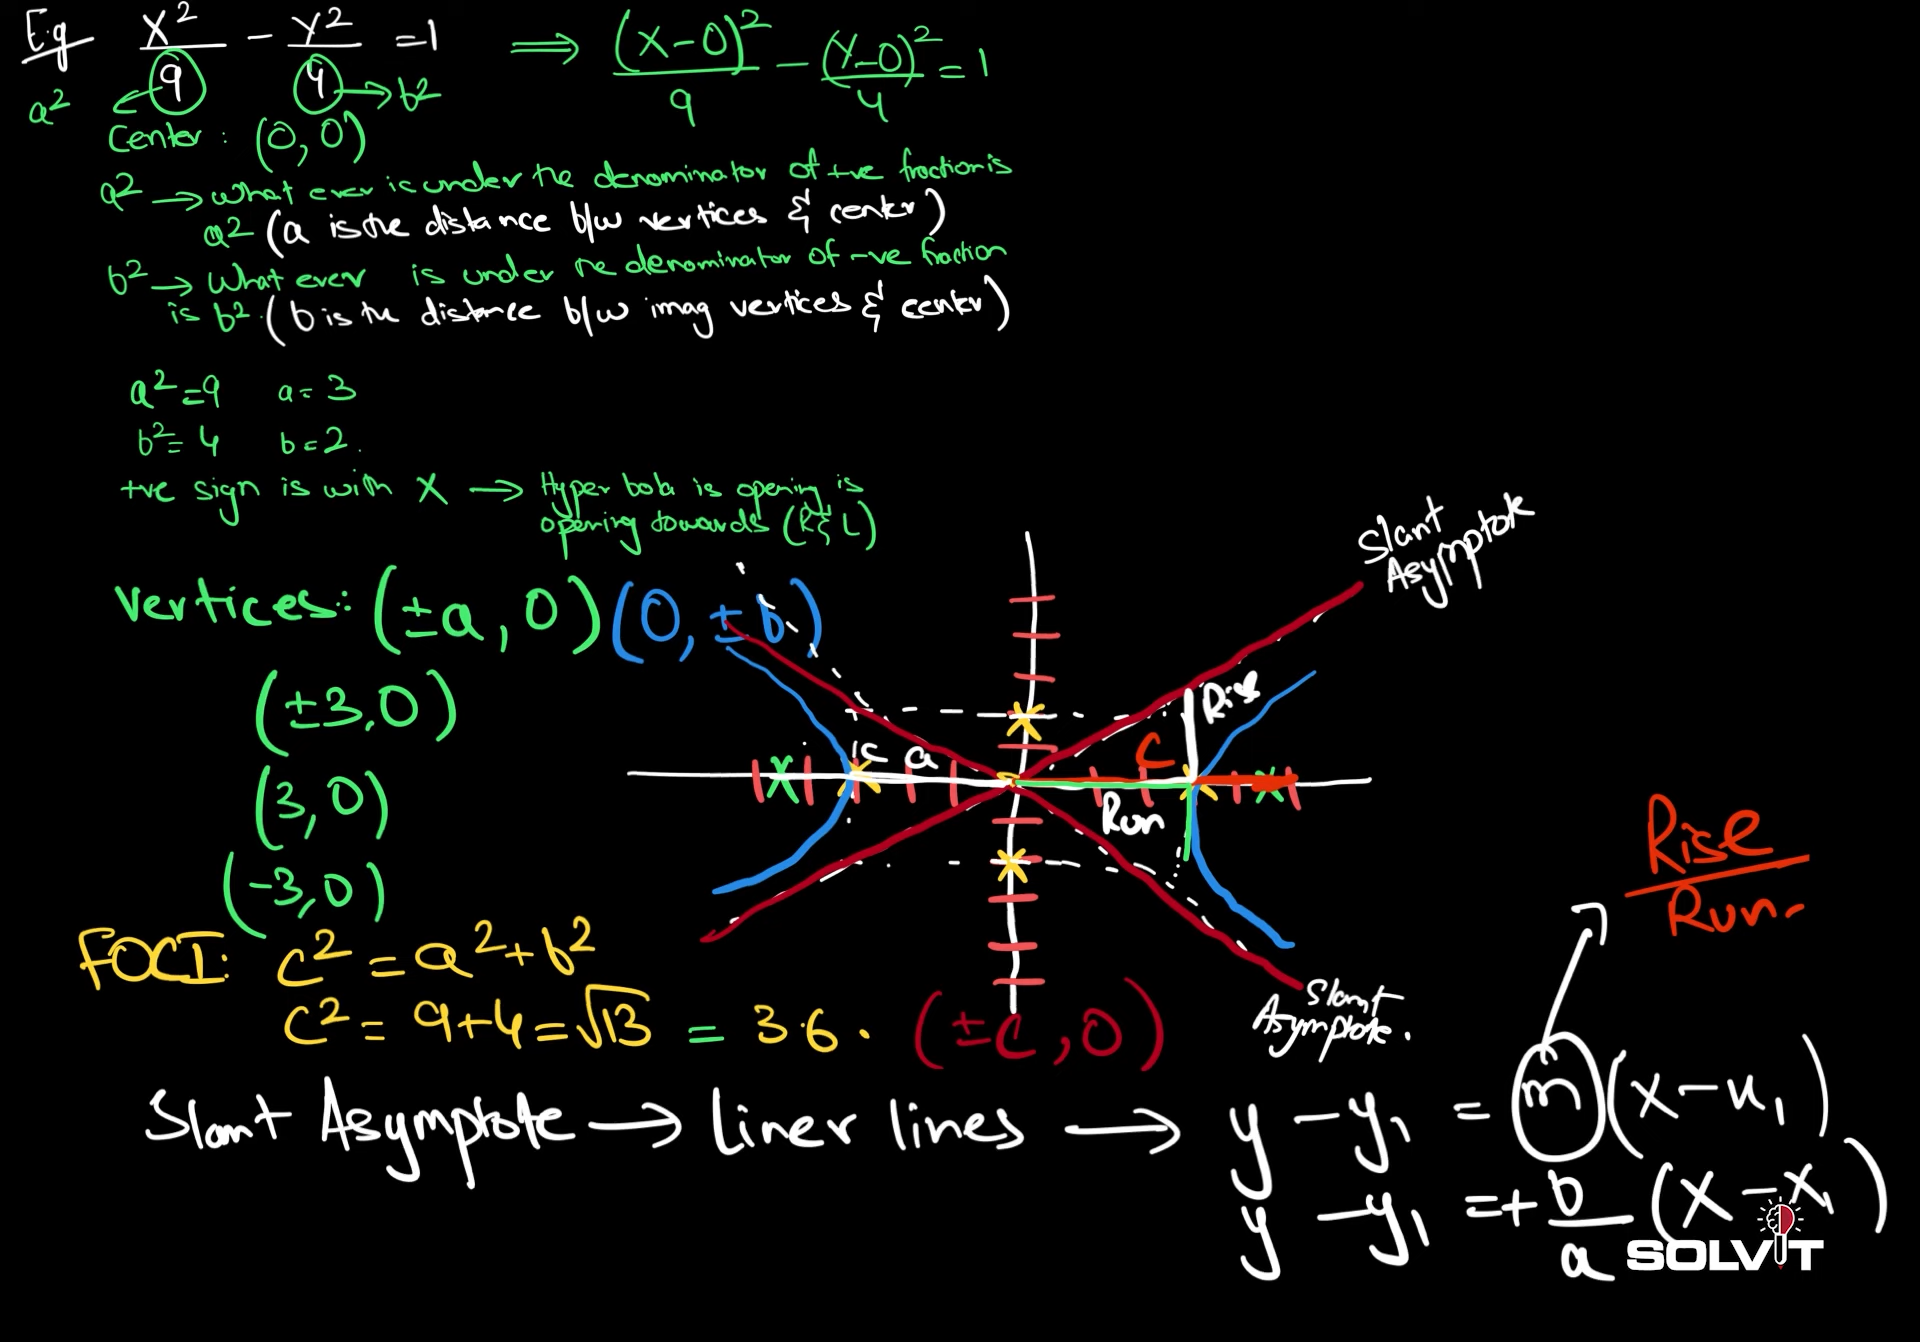 Eg x²/9 - y²/4 = 1 ⟹ (x-0)²/9 - (y-0)²/4 = 1
a² ← 9 4 → b²
Center : (0,0)
a² → what ever is under the denominator of +ve fraction is
a² (a is the distance b/w vertices & center)
b² → What ever is under the denominator of -ve fraction
is b². (b is the distance b/w imag vertices & center)
a² = 9 a = 3
b² = 4 b = 2.
+ve sign is with x → Hyper bola is opening is
opening towards (R & L)
Slant
Asymptote
Vertices: (±a, 0) (0, ±b)
(±3,0)
Rise
c a C
(3,0)
Run
Rise
Run
(-3,0)
FOCI: c² = a² + b²
Slant
Asymptote.
c² = 9+4 = √13 = 3.6. (±c, 0)
Slant Asymptote → Liner lines → y - y₁ = m(x - x₁)
y - y₁ = + b/a (x - x₁)
SOLVIT